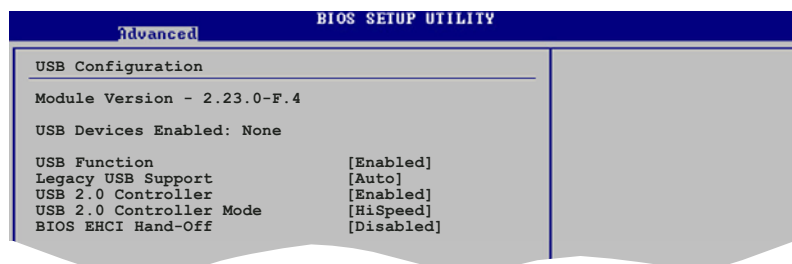 BIOS SETUP UTILITY
Advanced
USB Configuration
Module Version - 2.23.0-F.4
USB Devices Enabled: None
USB Function [Enabled]
Legacy USB Support [Auto]
USB 2.0 Controller [Enabled]
USB 2.0 Controller Mode [HiSpeed]
BIOS EHCI Hand-Off [Disabled]